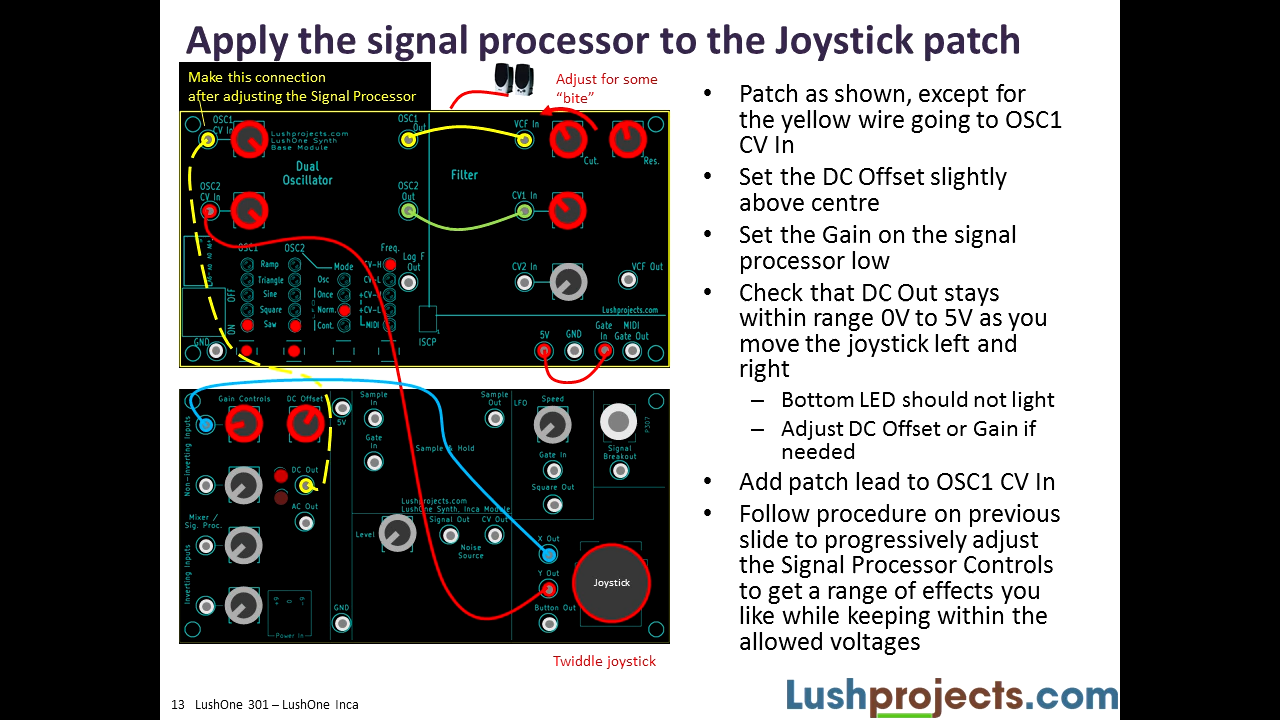 Apply the signal processor to the Joystick patch
Make this connection
after adjusting the Signal Processor
Adjust for some
“bite”
OSC1
CV In
Lushprojects.com
LushOne Synth
Base Module
OSC1
Out
VCF In
Cut.
Res.
Dual
Oscillator
Filter
OSC2
CV In
OSC2
Out
CV1 In
OSC1
OSC2
Freq.
Mode
Ramp
Triangle
Sine
Square
Saw
Osc
Once
Norm.
Cont.
CV-H
CV-L
+CV-H
+CV-L
MIDI
Log F
Out
CV2 In
VCF Out
OFF
ON
Lushprojects.com
ISCP
GND
5V
GND
Gate
In
MIDI
Gate Out
Gain Controls
DC Offset
5V
Sample
In
Sample
Out
LFO
Speed
P307
Gate
In
Sample & Hold
Signal
Breakout
Non-Inverting Inputs
DC Out
Gate In
Square Out
AC Out
Lushprojects.com
LushOne Synth, Inca Module
Mixer /
Sig. Proc.
Level
Signal Out
CV Out
Noise
Source
X Out
Y Out
Joystick
Inverting Inputs
+9
0
-9
Power In
GND
Button Out
Twiddle joystick
• Patch as shown, except for
the yellow wire going to OSC1
CV In
• Set the DC Offset slightly
above centre
• Set the Gain on the signal
processor low
• Check that DC Out stays
within range 0V to 5V as you
move the joystick left and
right
– Bottom LED should not light
– Adjust DC Offset or Gain if
needed
• Add patch lead to OSC1 CV In
• Follow procedure on previous
slide to progressively adjust
the Signal Processor Controls
to get a range of effects you
like while keeping within the
allowed voltages
13 LushOne 301 – LushOne Inca
Lushprojects.com